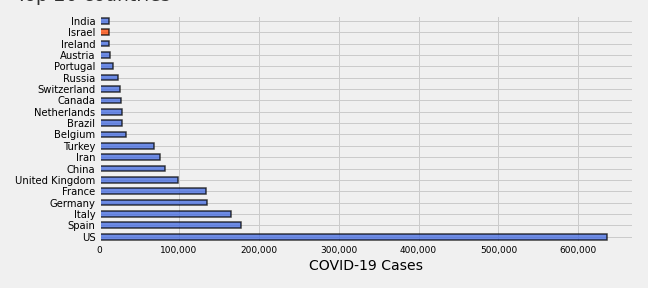 Top 20 Countries
India
Israel
Ireland
Austria
Portugal
Russia
Switzerland
Canada
Netherlands
Brazil
Belgium
Turkey
Iran
China
United Kingdom
France
Germany
Italy
Spain
US
0 100,000 200,000 300,000 400,000 500,000 600,000
COVID-19 Cases